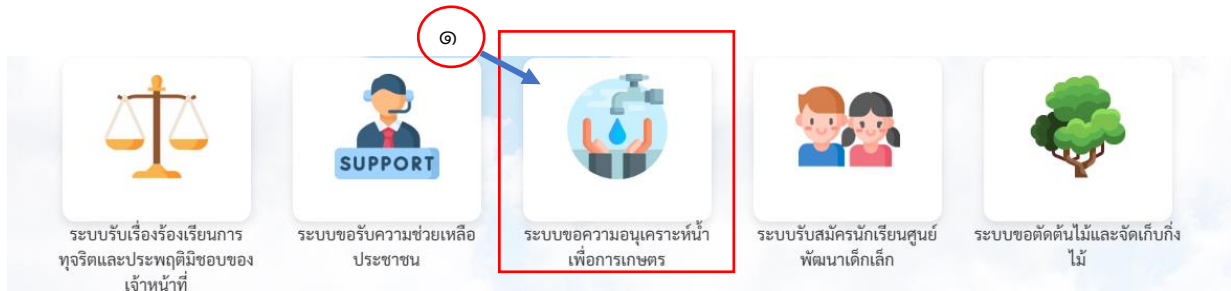 ๑
SUPPORT
ระบบรับเรื่องร้องเรียนการ
ทุจริตและประพฤติมิชอบของ
เจ้าหน้าที่
ระบบขอรับความช่วยเหลือ
ประชาชน
ระบบขอความอนุเคราะห์น้ำ
เพื่อการเกษตร
ระบบรับสมัครนักเรียนศูนย์
พัฒนาเด็กเล็ก
ระบบขอตัดต้นไม้และจัดเก็บกิ่ง
ไม้